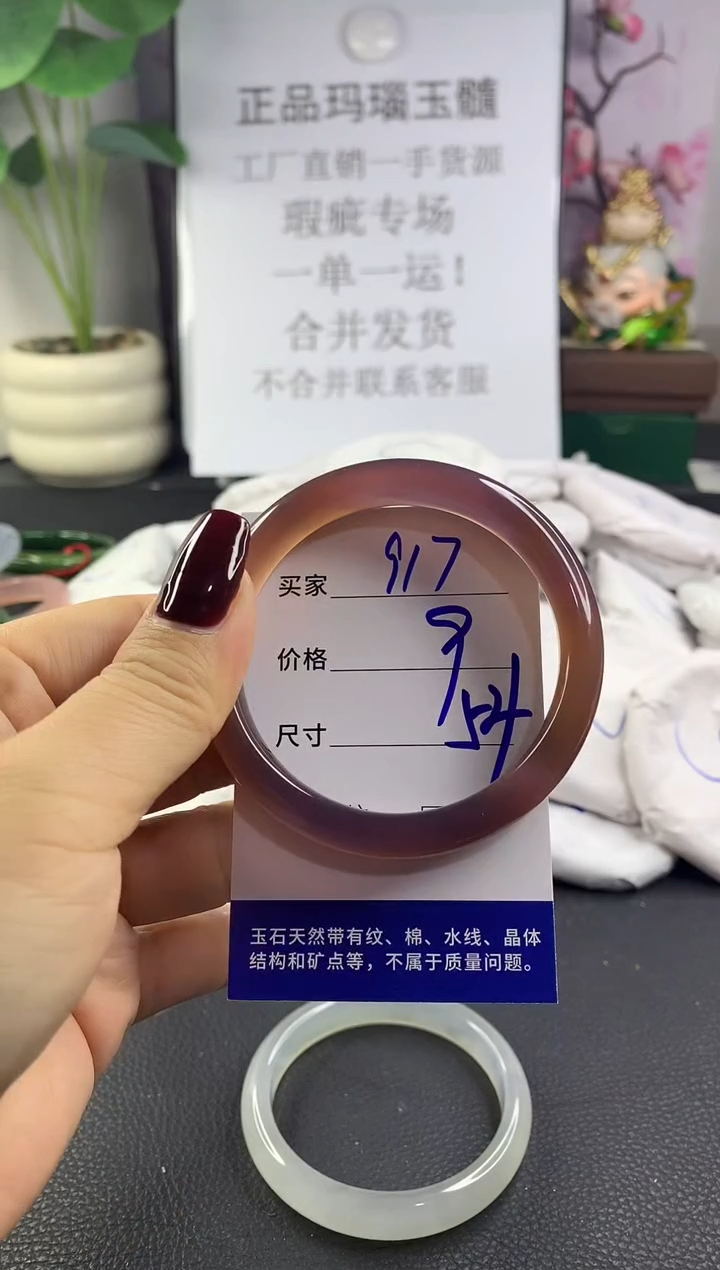 正品玛瑙玉髓
工厂直销一手货源
瑕疵专场
一单一运！
合并发货
不合并联系客服
买家 917
价格 9
尺寸 54
玉石天然带有纹、棉、水线、晶体
结构和矿点等，不属于质量问题。